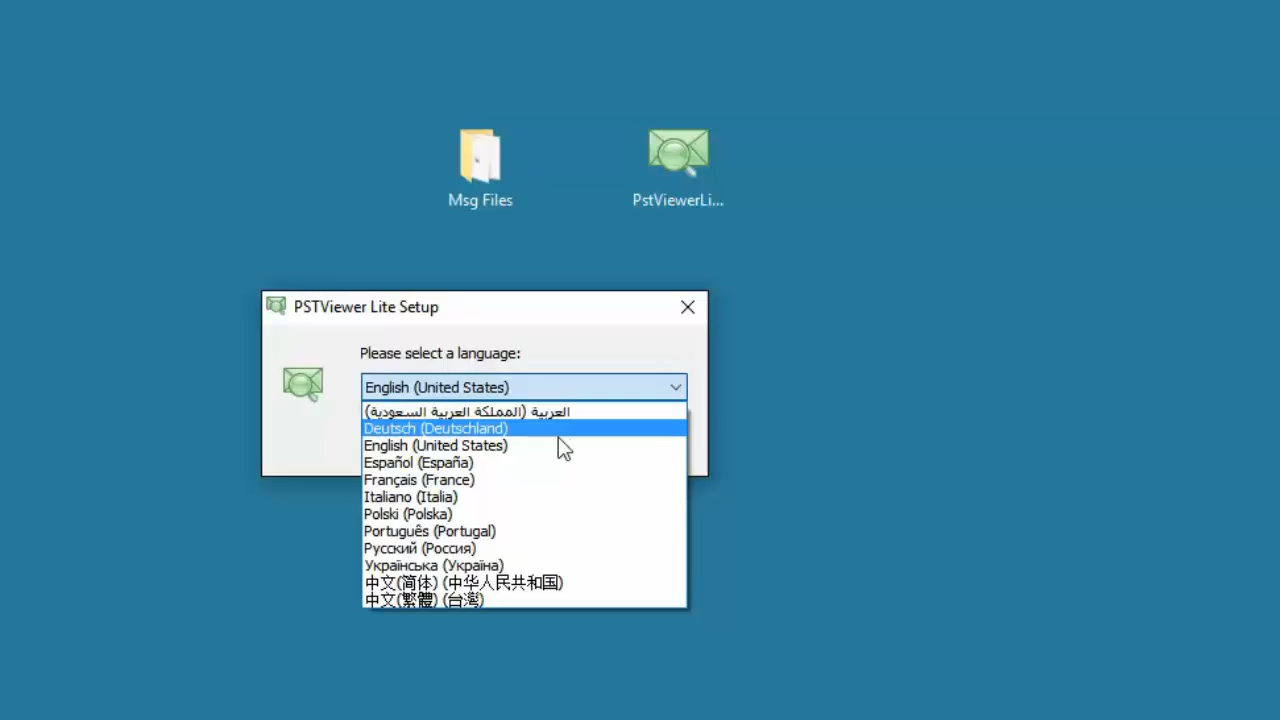 Msg Files
PstViewerLi...
PSTViewer Lite Setup
Please select a language:
English (United States)
العربية (المملكة العربية السعودية)
Deutsch (Deutschland)
English (United States)
Español (España)
Français (France)
Italiano (Italia)
Polski (Polska)
Português (Portugal)
Русский (Россия)
Українська (Україна)
中文(简体) (中华人民共和国)
中文(繁體) (台灣)